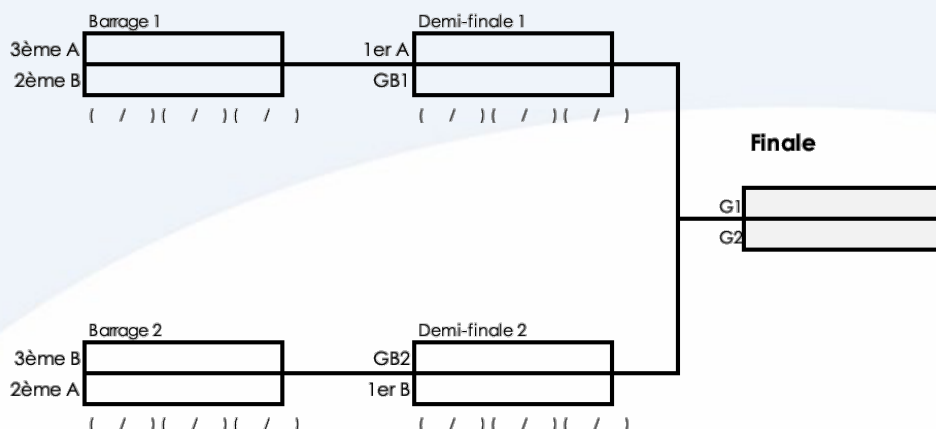 Barrage 1
3ème A
2ème B
( / ) ( / ) ( / )
Demi-finale 1
1er A
GB1
( / ) ( / ) ( / )
Finale
G1
G2
Barrage 2
3ème B
2ème A
( / ) ( / ) ( / )
Demi-finale 2
GB2
1er B
( / ) ( / ) ( / )